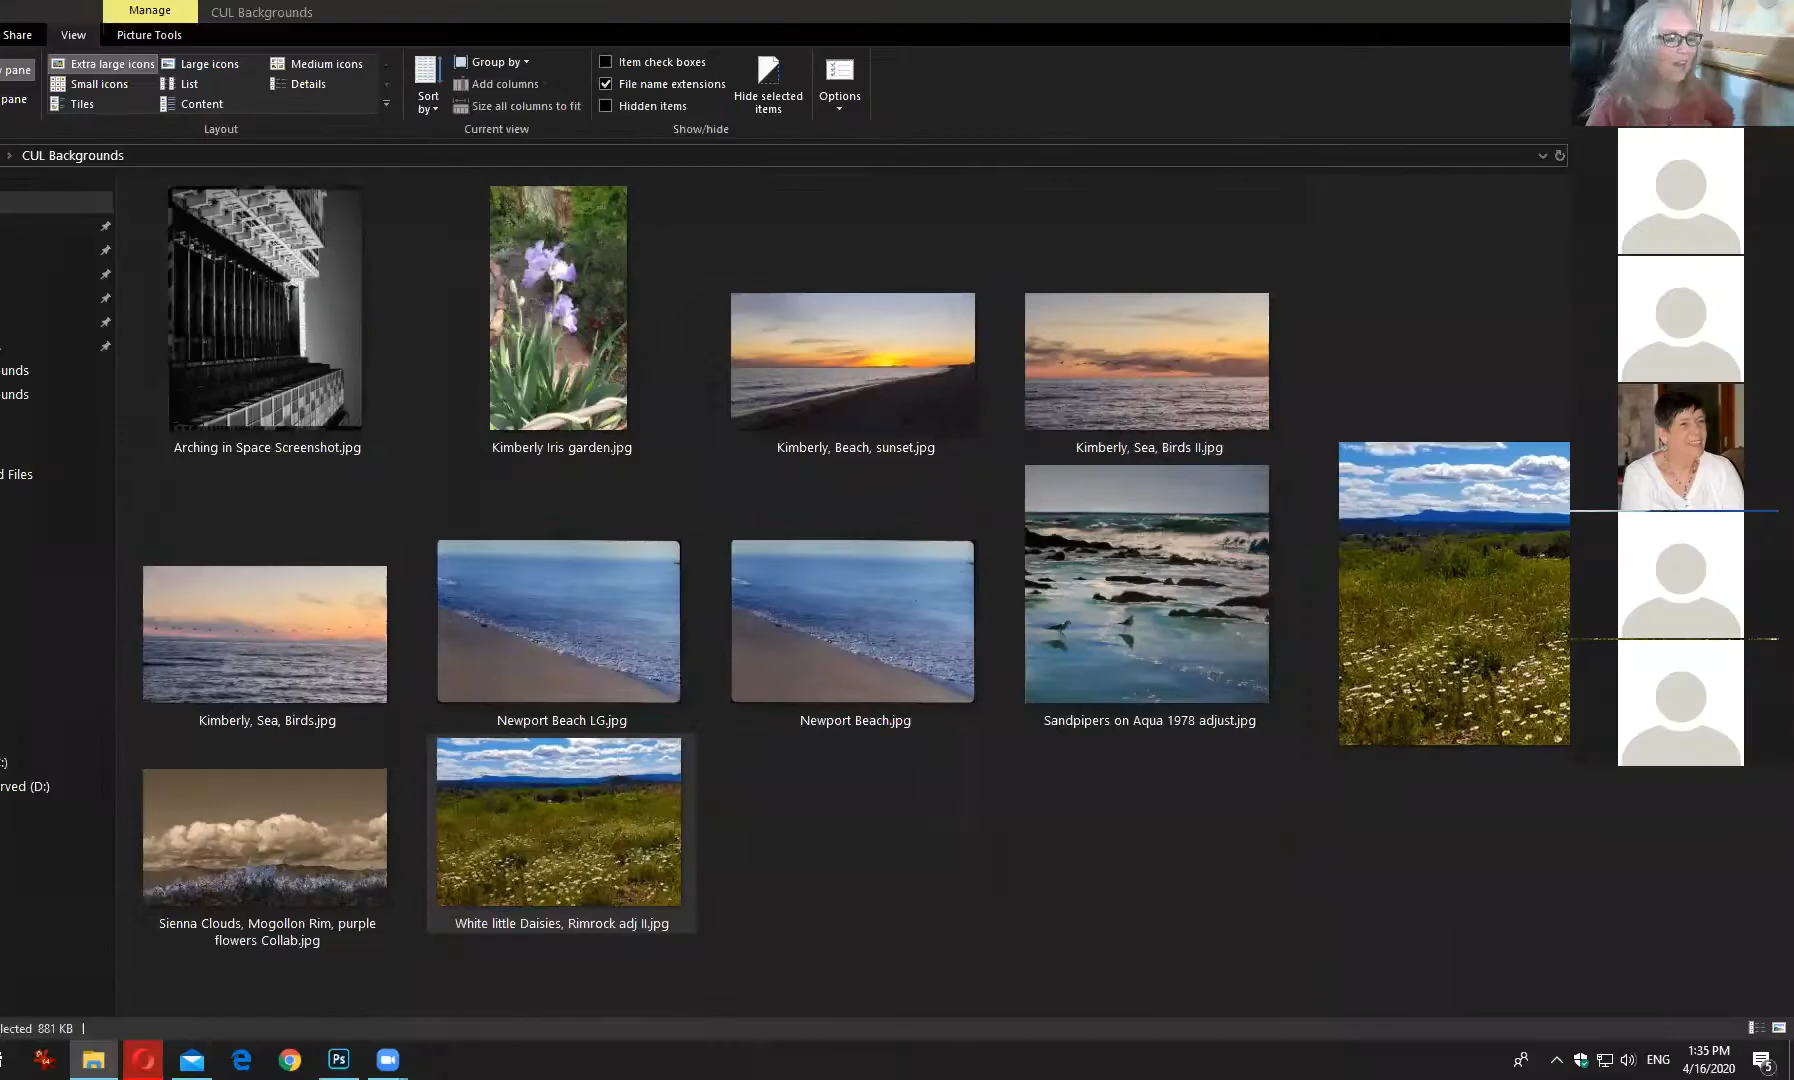 Manage
CUL Backgrounds
Share
View
Picture Tools
pane
Extra large icons
Large icons
Medium icons
Small icons
List
Details
pane
Tiles
Content
Layout
Sort
by
Group by
Add columns
Size all columns to fit
Current view
Item check boxes
File name extensions
Hidden items
Show/hide
Hide selected
items
Options
CUL Backgrounds
unds
unds
d Files
:)
rved (D:)
Arching in Space Screenshot.jpg
Kimberly Iris garden.jpg
Kimberly, Beach, sunset.jpg
Kimberly, Sea, Birds II.jpg
Kimberly, Sea, Birds.jpg
Newport Beach LG.jpg
Newport Beach.jpg
Sandpipers on Aqua 1978 adjust.jpg
Sienna Clouds, Mogollon Rim, purple
flowers Collab.jpg
White little Daisies, Rimrock adj II.jpg
lected 881 KB
Ps
ENG
1:35 PM
4/16/2020
5